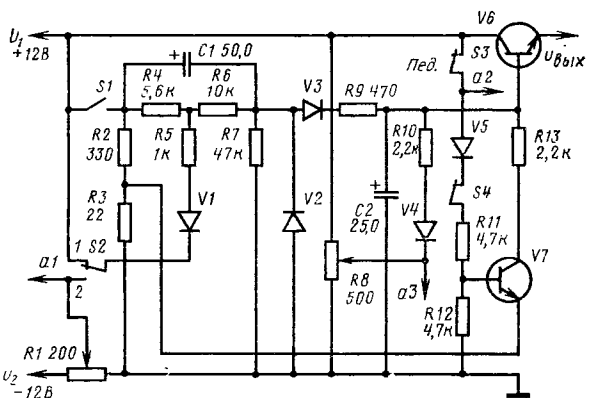 U₁
+12В
S1
C1 50,0
+
R4
5,6к
R6
10к
V3
R9 470
Пед.
S3
V6
Uвых
a2
R2
330
R5
1к
R7
47к
R10
2,2к
V5
R13
2,2к
R3
22
V1
V2
+
C2
25,0
V4
S4
R11
4,7к
V7
a1
1
S2
2
R8
500
a3
R12
4,7к
R1 200
U₂
-12В